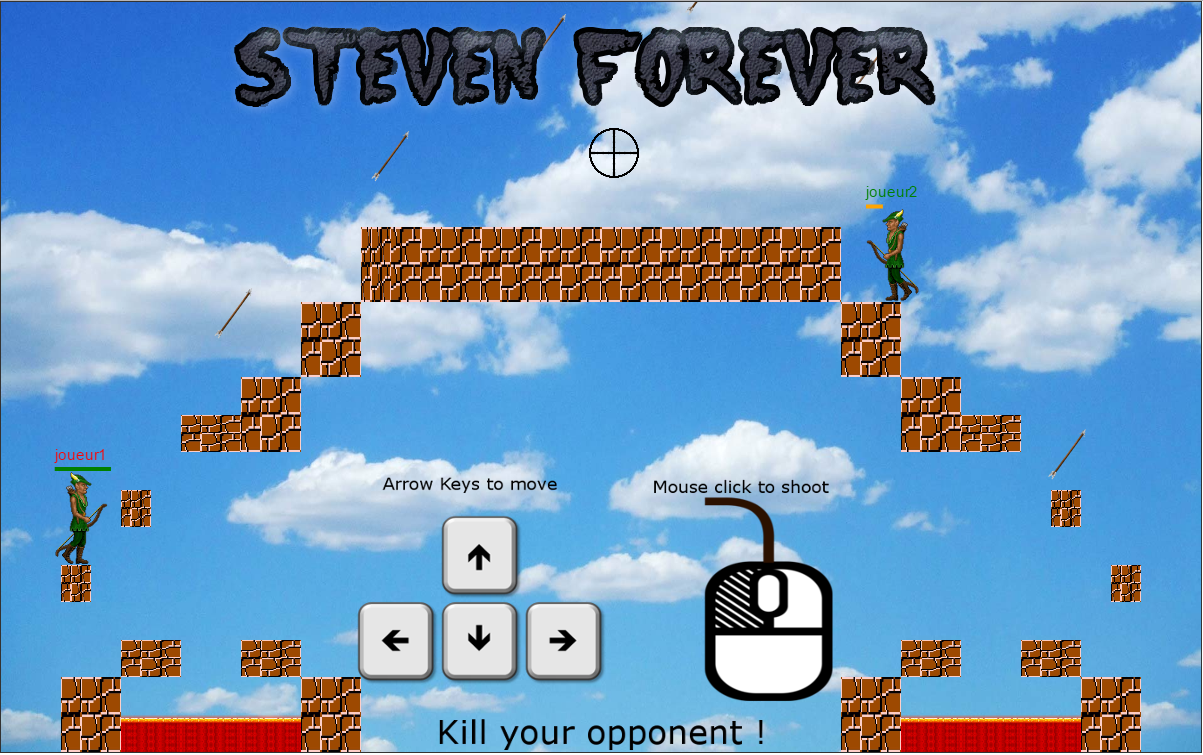 STEVEN FOREVER
joueur2
joueur1
Arrow Keys to move
Mouse click to shoot
Kill your opponent !